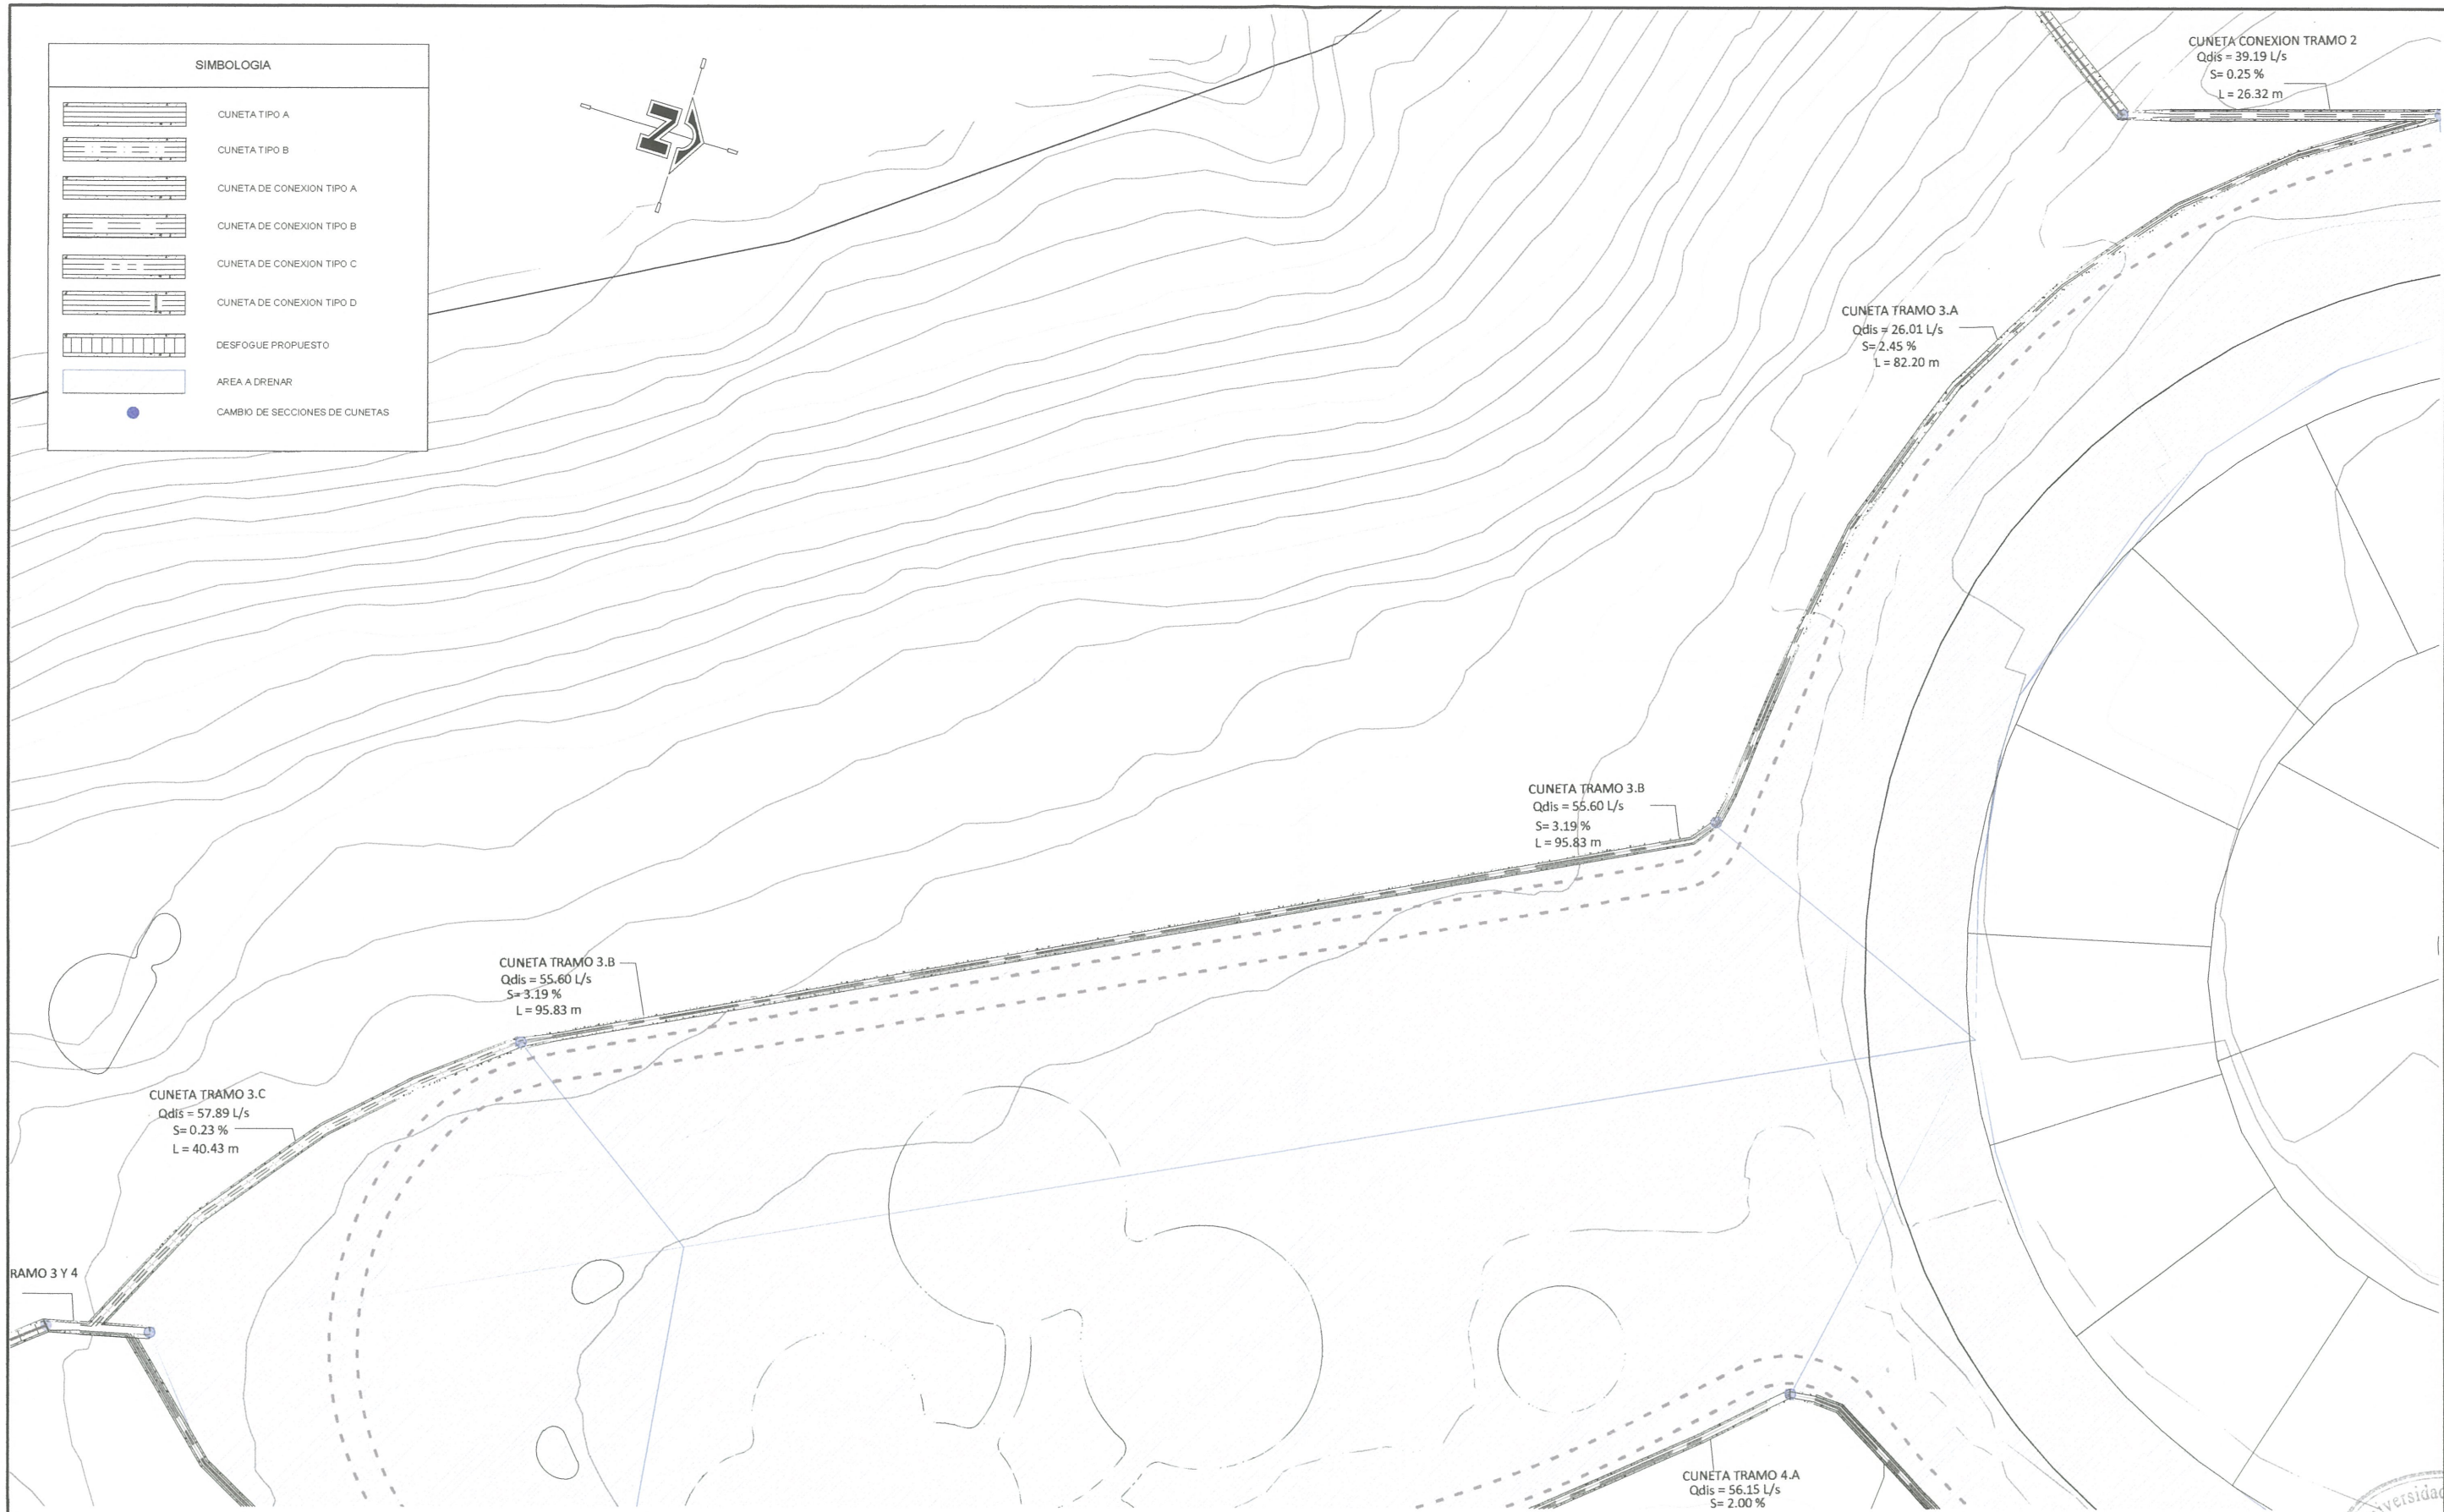 SIMBOLOGIA
CUNETA TIPO A
CUNETA TIPO B
CUNETA DE CONEXION TIPO A
CUNETA DE CONEXION TIPO B
CUNETA DE CONEXION TIPO C
CUNETA DE CONEXION TIPO D
DESFOGUE PROPUESTO
AREA A DRENAR
CAMBIO DE SECCIONES DE CUNETAS
N
CUNETA CONEXION TRAMO 2
Qdis = 39.19 L/s
S= 0.25 %
L = 26.32 m
CUNETA TRAMO 3.A
Qdis = 26.01 L/s
S= 2.45 %
L = 82.20 m
CUNETA TRAMO 3.B
Qdis = 55.60 L/s
S= 3.19 %
L = 95.83 m
CUNETA TRAMO 3.B
Qdis = 55.60 L/s
S= 3.19 %
L = 95.83 m
CUNETA TRAMO 3.C
Qdis = 57.89 L/s
S= 0.23 %
L = 40.43 m
RAMO 3 Y 4
CUNETA TRAMO 4.A
Qdis = 56.15 L/s
S= 2.00 %
versidad